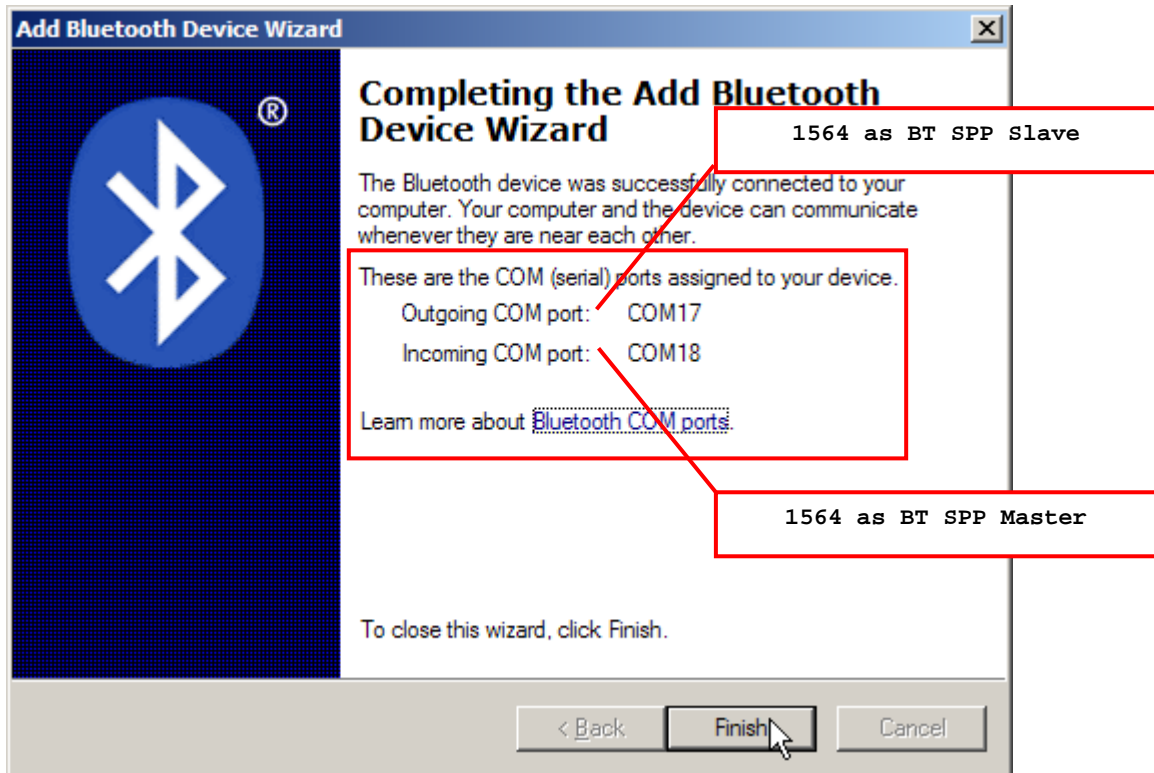 Add Bluetooth Device Wizard
®
Completing the Add Bluetooth
Device Wizard
1564 as BT SPP Slave
The Bluetooth device was successfully connected to your
computer. Your computer and the device can communicate
whenever they are near each other.
These are the COM (serial) ports assigned to your device.
Outgoing COM port: COM17
Incoming COM port: COM18
Learn more about Bluetooth COM ports.
1564 as BT SPP Master
To close this wizard, click Finish.
< Back Finish Cancel